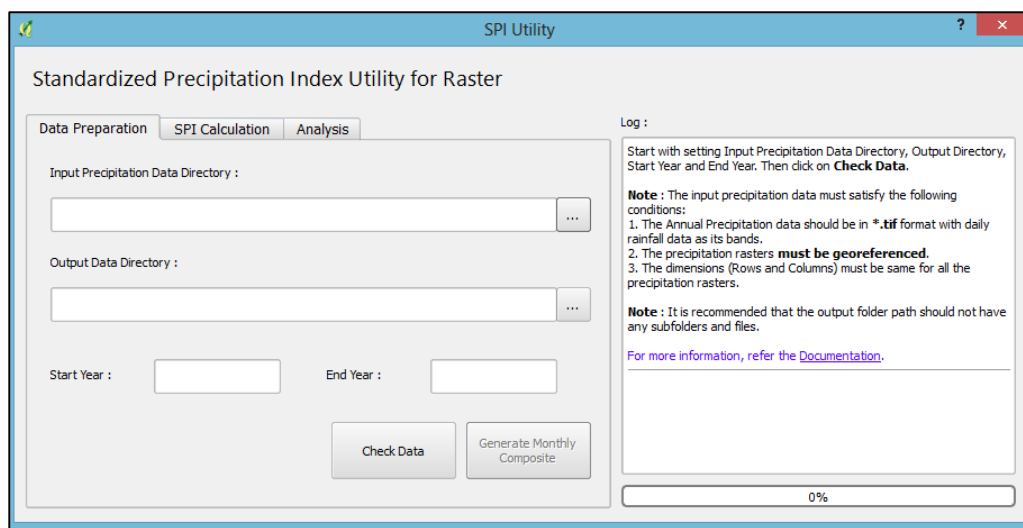 SPI Utility
?
×
Standardized Precipitation Index Utility for Raster
Data Preparation
SPI Calculation
Analysis
Input Precipitation Data Directory :
...
Output Data Directory :
...
Start Year :
End Year :
Check Data
Generate Monthly
Composite
Log :
Start with setting Input Precipitation Data Directory, Output Directory,
Start Year and End Year. Then click on Check Data.
Note : The input precipitation data must satisfy the following
conditions:
1. The Annual Precipitation data should be in *.tif format with daily
rainfall data as its bands.
2. The precipitation rasters must be georeferenced.
3. The dimensions (Rows and Columns) must be same for all the
precipitation rasters.
Note : It is recommended that the output folder path should not have
any subfolders and files.
For more information, refer the Documentation.
0%